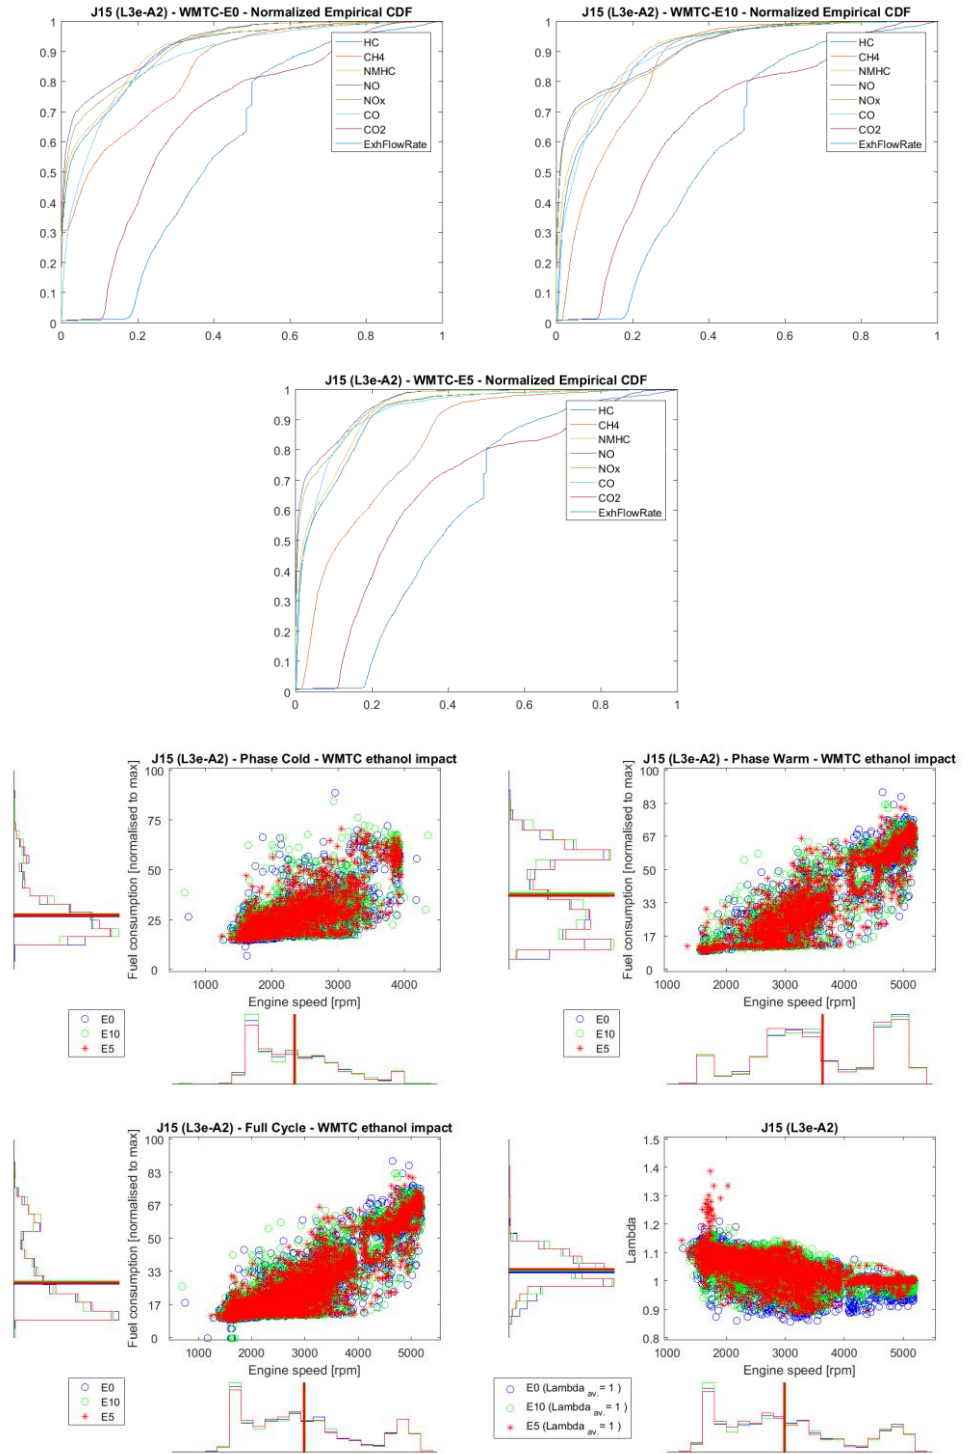 J15 (L3e-A2) - WMTC-E0 - Normalized Empirical CDF
1
0.9
0.8
0.7
0.6
0.5
0.4
0.3
0.2
0.1
0
0 0.2 0.4 0.6 0.8 1
HC
CH4
NMHC
NO
NOx
CO
CO2
ExhFlowRate
J15 (L3e-A2) - WMTC-E10 - Normalized Empirical CDF
1
0.9
0.8
0.7
0.6
0.5
0.4
0.3
0.2
0.1
0
0 0.2 0.4 0.6 0.8 1
HC
CH4
NMHC
NO
NOx
CO
CO2
ExhFlowRate
J15 (L3e-A2) - WMTC-E5 - Normalized Empirical CDF
1
0.9
0.8
0.7
0.6
0.5
0.4
0.3
0.2
0.1
0
0 0.2 0.4 0.6 0.8 1
HC
CH4
NMHC
NO
NOx
CO
CO2
ExhFlowRate
J15 (L3e-A2) - Phase Cold - WMTC ethanol impact
Fuel consumption [normalised to max]
100
75
50
25
0
1000 2000 3000 4000
Engine speed [rpm]
E0
E10
E5
J15 (L3e-A2) - Phase Warm - WMTC ethanol impact
Fuel consumption [normalised to max]
100
83
67
50
33
17
0
1000 2000 3000 4000 5000
Engine speed [rpm]
E0
E10
E5
J15 (L3e-A2) - Full Cycle - WMTC ethanol impact
Fuel consumption [normalised to max]
100
83
67
50
33
17
0
1000 2000 3000 4000 5000
Engine speed [rpm]
E0
E10
E5
J15 (L3e-A2)
Lambda
1.5
1.4
1.3
1.2
1.1
1
0.9
0.8
1000 2000 3000 4000 5000
Engine speed [rpm]
E0 (Lambda av. = 1 )
E10 (Lambda av. = 1 )
E5 (Lambda av. = 1 )